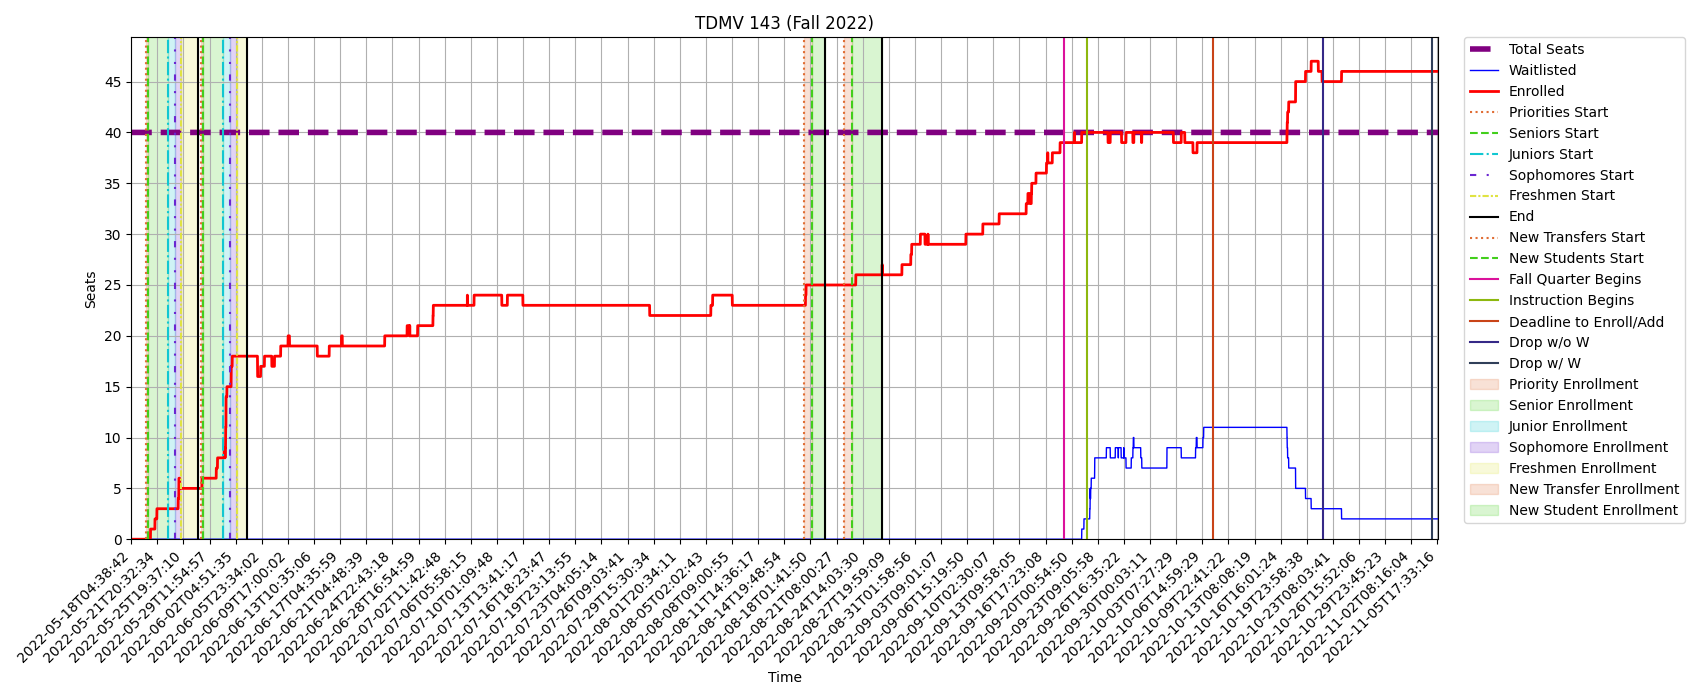 TDMV 143 (Fall 2022)
Seats
45
40
35
30
25
20
15
10
5
0
2022-05-18T04:38:42
2022-05-21T20:32:34
2022-05-25T19:37:10
2022-05-29T11:54:57
2022-06-02T04:51:35
2022-06-05T23:34:02
2022-06-09T17:00:02
2022-06-13T10:35:06
2022-06-17T04:35:59
2022-06-21T04:48:39
2022-06-24T22:43:18
2022-06-28T16:54:59
2022-07-02T11:42:48
2022-07-06T05:58:15
2022-07-10T01:09:48
2022-07-13T13:41:17
2022-07-16T18:23:47
2022-07-19T23:13:55
2022-07-23T04:05:14
2022-07-26T09:03:41
2022-07-29T15:30:34
2022-08-01T20:34:11
2022-08-05T02:02:43
2022-08-08T09:00:55
2022-08-11T14:36:17
2022-08-14T19:48:54
2022-08-18T01:41:50
2022-08-21T08:00:27
2022-08-24T14:03:30
2022-08-27T19:59:09
2022-08-31T01:58:56
2022-09-03T09:01:07
2022-09-06T15:19:50
2022-09-10T02:30:07
2022-09-13T09:58:05
2022-09-16T17:23:08
2022-09-20T00:54:50
2022-09-23T09:05:58
2022-09-26T16:35:22
2022-09-30T00:03:11
2022-10-03T07:27:29
2022-10-06T14:59:29
2022-10-09T22:41:22
2022-10-13T08:08:19
2022-10-16T16:01:24
2022-10-19T23:58:38
2022-10-23T08:03:41
2022-10-26T15:52:06
2022-10-29T23:45:23
2022-11-02T08:16:04
2022-11-05T17:33:16
Time
Total Seats
Waitlisted
Enrolled
Priorities Start
Seniors Start
Juniors Start
Sophomores Start
Freshmen Start
End
New Transfers Start
New Students Start
Fall Quarter Begins
Instruction Begins
Deadline to Enroll/Add
Drop w/o W
Drop w/ W
Priority Enrollment
Senior Enrollment
Junior Enrollment
Sophomore Enrollment
Freshmen Enrollment
New Transfer Enrollment
New Student Enrollment